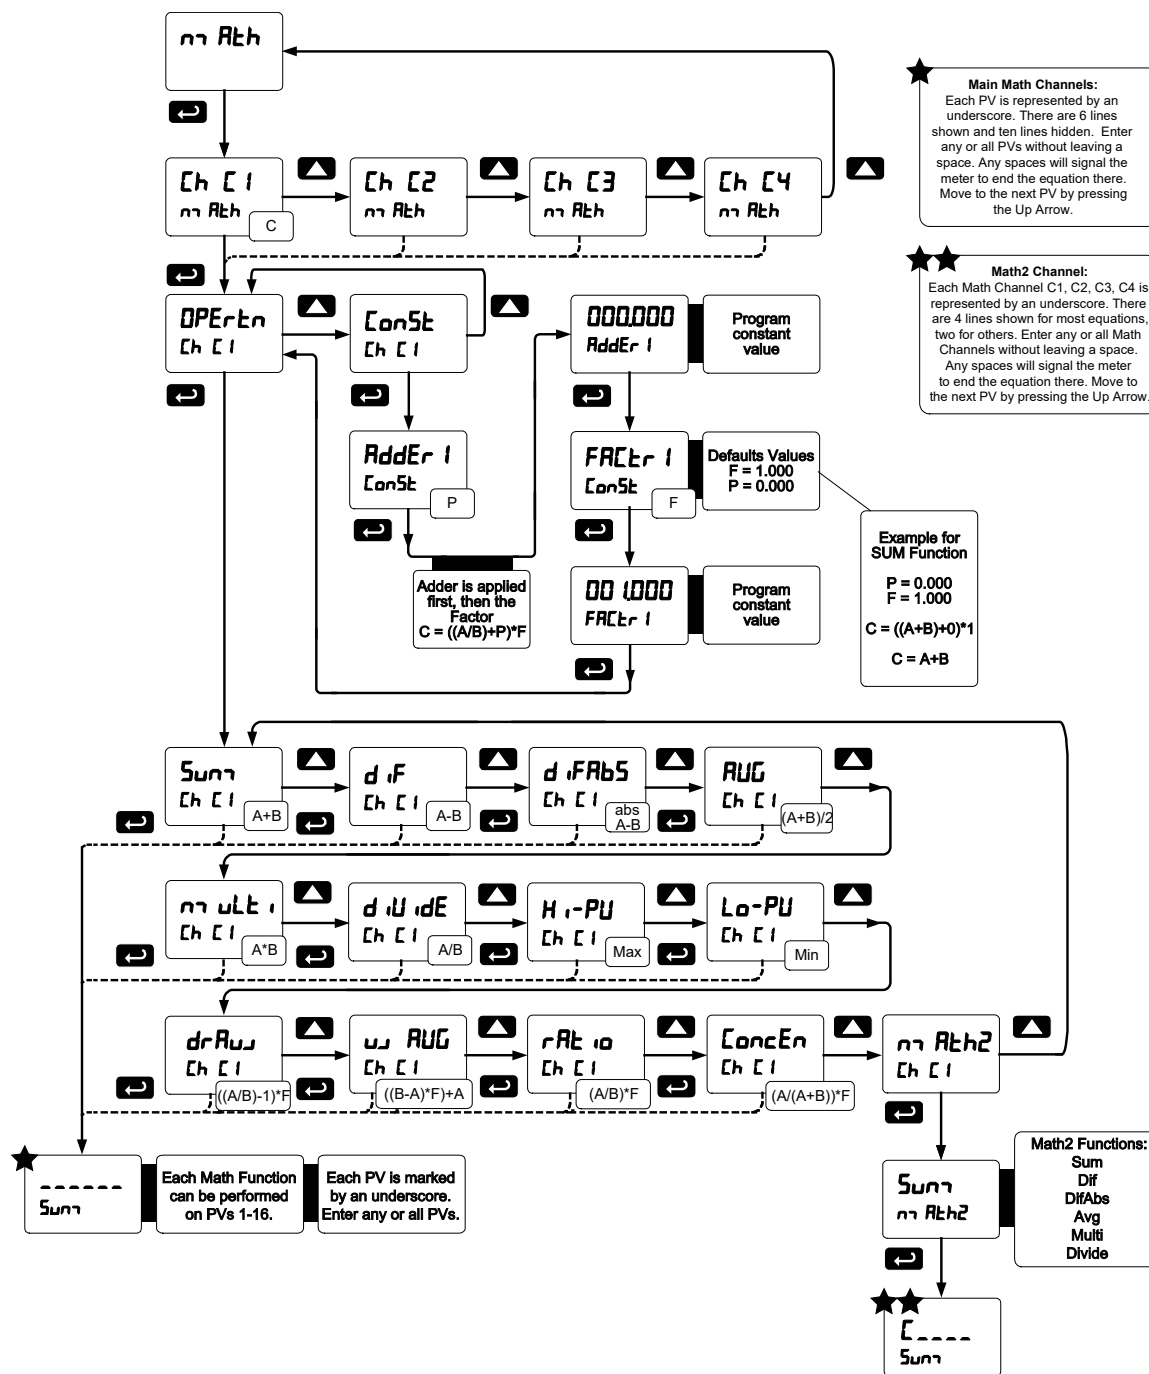 mAth
Main Math Channels:
Each PV is represented by an
underscore. There are 6 lines
shown and ten lines hidden. Enter
any or all PVs without leaving a
space. Any spaces will signal the
meter to end the equation there.
Move to the next PV by pressing
the Up Arrow.
Ch C1
mAth
C
Ch C2
mAth
Ch C3
mAth
Ch C4
mAth
Math2 Channel:
Each Math Channel C1, C2, C3, C4 is
represented by an underscore. There
are 4 lines shown for most equations,
two for others. Enter any or all Math
Channels without leaving a space.
Any spaces will signal the meter
to end the equation there. Move to
the next PV by pressing the Up Arrow.
OPErtn
Ch C1
ConSt
Ch C1
000.000
AddEr 1
Program
constant
value
AddEr 1
ConSt
P
FACtr 1
ConSt
F
Defaults Values
F = 1.000
P = 0.000
Example for
SUM Function
P = 0.000
F = 1.000
C = ((A+B)+0)*1
C = A+B
Adder is applied
first, then the
Factor
C = ((A/B)+P)*F
001.000
FACtr 1
Program
constant
value
Sum
Ch C1
A+B
diF
Ch C1
A-B
diFAbS
Ch C1
abs
A-B
AVG
Ch C1
(A+B)/2
muLti
Ch C1
A*B
diVidE
Ch C1
A/B
Hi-PV
Ch C1
Max
Lo-PV
Ch C1
Min
drAw
Ch C1
((A/B)-1)*F
wAVG
Ch C1
((B-A)*F)+A
rAtio
Ch C1
(A/B)*F
ConcEn
Ch C1
(A/(A+B))*F
mAth2
Ch C1
______
Sum
Each Math Function
can be performed
on PVs 1-16.
Each PV is marked
by an underscore.
Enter any or all PVs.
Sum
mAth2
Math2 Functions:
Sum
Dif
DifAbs
Avg
Multi
Divide
C____
Sum